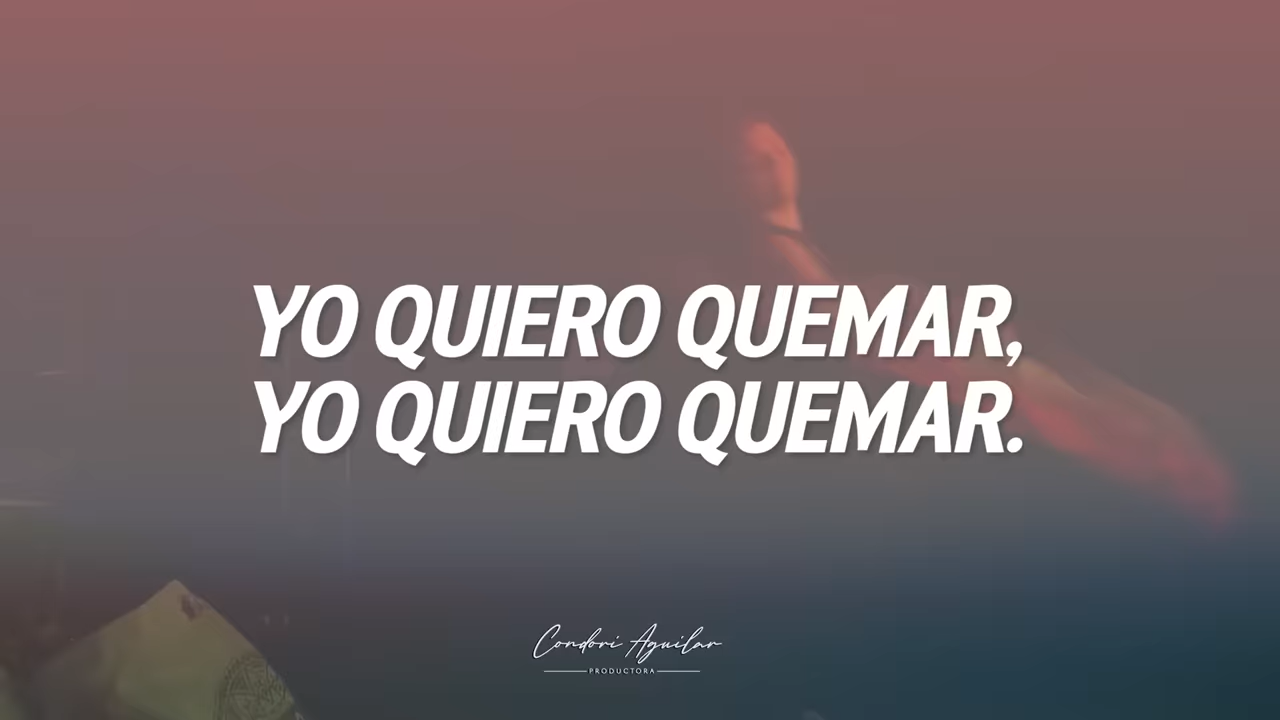 YO QUIERO QUEMAR,
YO QUIERO QUEMAR.
Condori Aguilar
PRODUCTORA